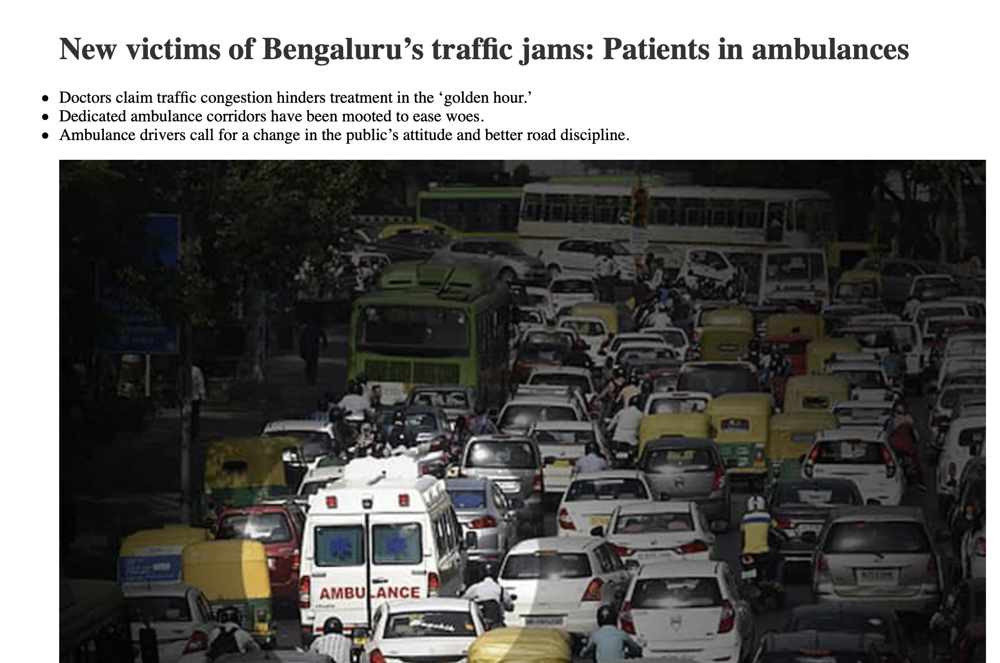 New victims of Bengaluru’s traffic jams: Patients in ambulances
Doctors claim traffic congestion hinders treatment in the ‘golden hour.’
Dedicated ambulance corridors have been mooted to ease woes.
Ambulance drivers call for a change in the public’s attitude and better road discipline.
AMBULANCE